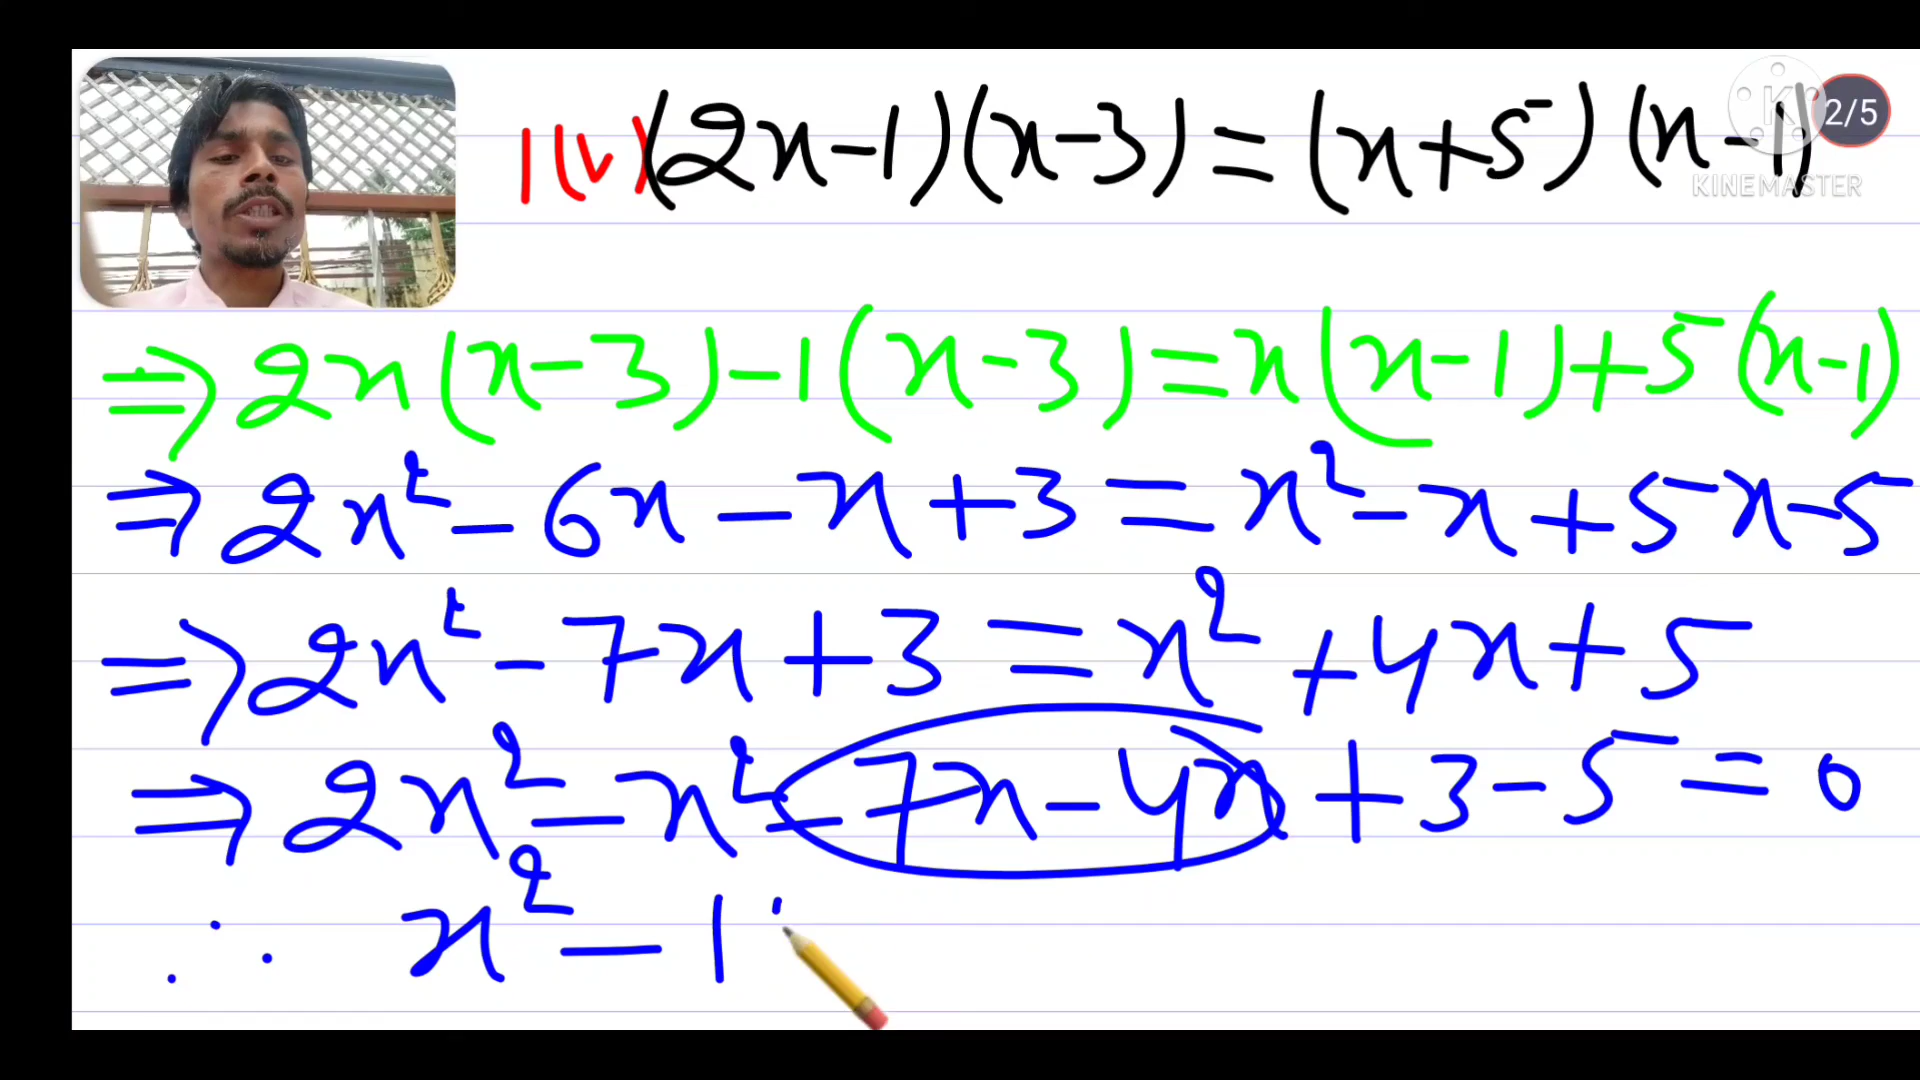 1(v) (2x-1)(x-3) = (x+5)(x-1)
2/5
KINEMASTER
⇒ 2x(x-3)-1(x-3) = x(x-1)+5(x-1)
⇒ 2x² - 6x - x + 3 = x² - x + 5x - 5
⇒ 2x² - 7x + 3 = x² + 4x + 5
⇒ 2x² - x² - 7x - 4x + 3 - 5 = 0
∴ x² - 1